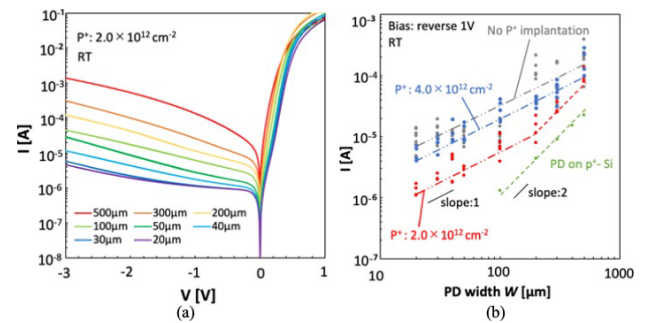 P⁺: 2.0×10¹² cm⁻²
RT
I [A]
10⁻¹
10⁻²
10⁻³
10⁻⁴
10⁻⁵
10⁻⁶
10⁻⁷
10⁻⁸
500μm 300μm 200μm
100μm 50μm 40μm
30μm 20μm
-3 -2 -1 0 1
V [V]
(a)
Bias: reverse 1V
RT
No P⁺ implantation
P⁺: 4.0×10¹² cm⁻²
PD on p⁺- Si
slope:1
slope:2
P⁺: 2.0×10¹² cm⁻²
I [A]
10⁻³
10⁻⁴
10⁻⁵
10⁻⁶
10⁻⁷
10 100 1000
PD width W [μm]
(b)